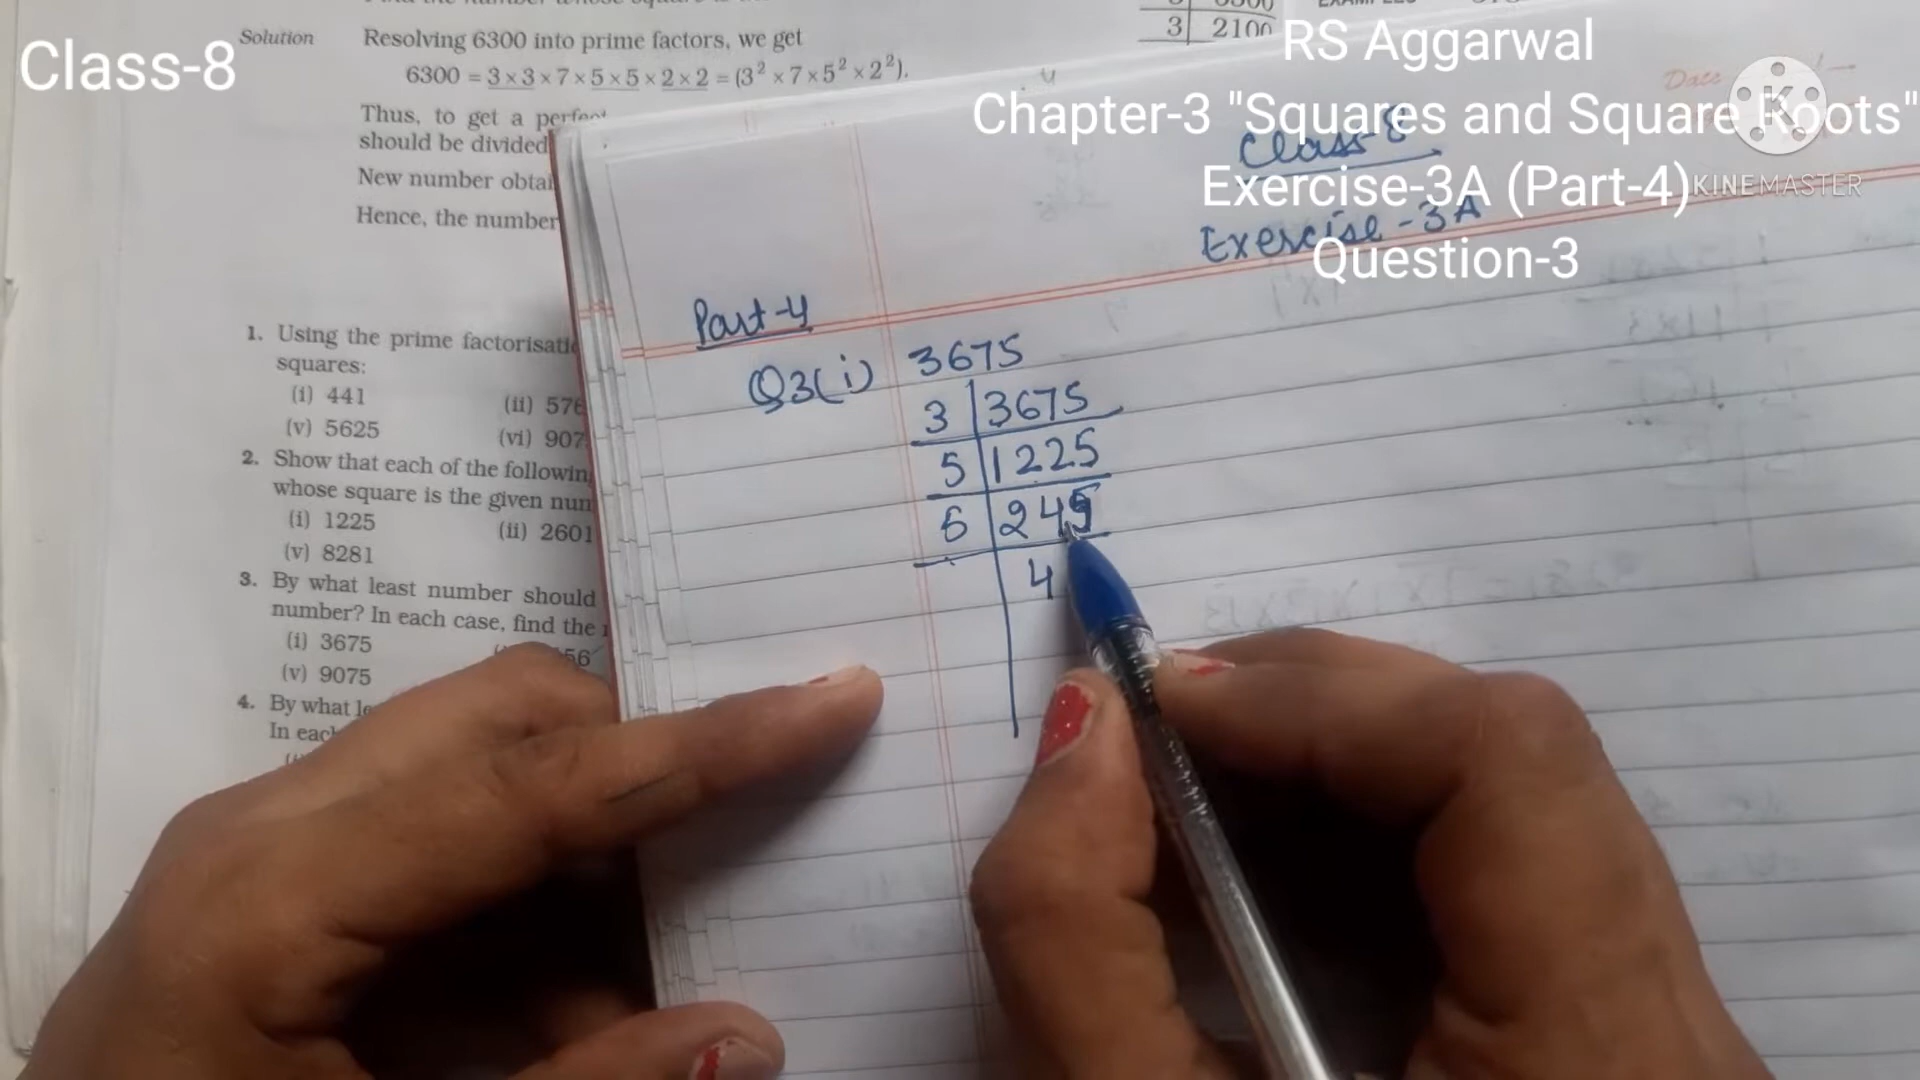 Class-8
RS Aggarwal
Chapter-3 "Squares and Square Roots"
Exercise-3A (Part-4)
Question-3
KINEMASTER
Solution Resolving 6300 into prime factors, we get
6300 = 3 × 3 × 7 × 5 × 5 × 2 × 2 = (3² × 7 × 5² × 2²).
Thus, to get a perfect
should be divided
New number
Hence, the number
3 2100
1. Using the prime
squares:
(i) 441 (ii) 576
(v) 5625 (vi) 907
2. Show that each of the
whose square is the given
(i) 1225 (ii) 2601
(v) 8281
3. By what least number should
number? In each case, find the
(i) 3675 56
(v) 9075
4. By what
In
Class-8
Exercise-3A
Part-4
Q3(i) 3675
3 3675
5 1225
5 245
4